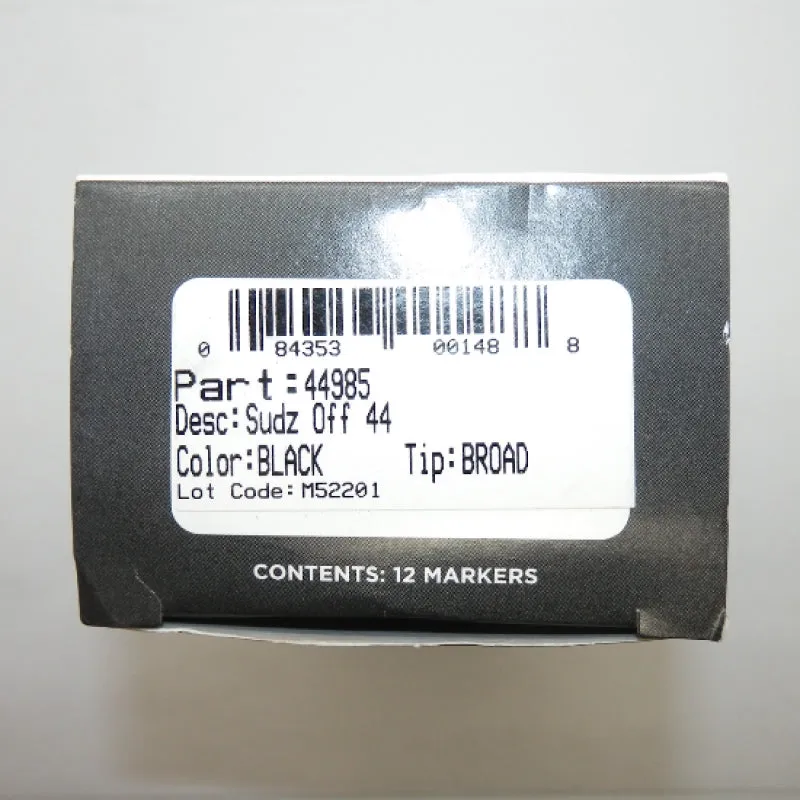 0 84353 00148 8
Part:44985
Desc:Sudz Off 44
Color:BLACK Tip:BROAD
Lot Code: M52201
CONTENTS: 12 MARKERS